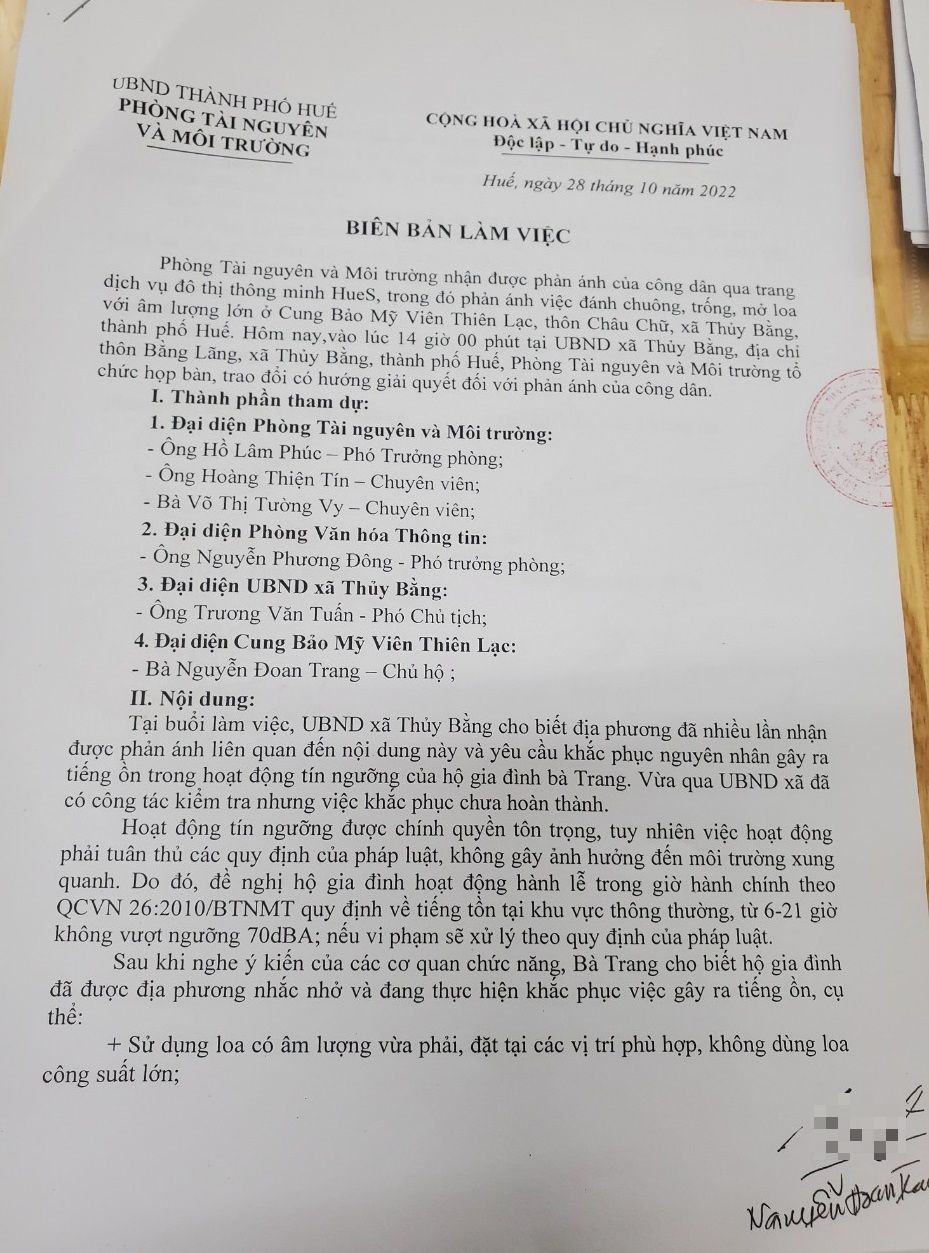 UBND THÀNH PHỐ HUẾ
PHÒNG TÀI NGUYÊN
VÀ MÔI TRƯỜNG
CỘNG HOÀ XÃ HỘI CHỦ NGHĨA VIỆT NAM
Độc lập - Tự do - Hạnh phúc
Huế, ngày 28 tháng 10 năm 2022
BIÊN BẢN LÀM VIỆC
Phòng Tài nguyên và Môi trường nhận được phản ánh của công dân qua trang
dịch vụ đô thị thông minh HueS, trong đó phản ánh việc đánh chuông, trống, mở loa
với âm lượng lớn ở Cung Bảo Mỹ Viên Thiên Lạc, thôn Châu Chữ, xã Thủy Bằng,
thành phố Huế. Hôm nay,vào lúc 14 giờ 00 phút tại UBND xã Thủy Bằng, địa chỉ
thôn Bằng Lãng, xã Thủy Bằng, thành phố Huế, Phòng Tài nguyên và Môi trường tổ
chức họp bàn, trao đổi có hướng giải quyết đối với phản ánh của công dân.
I. Thành phần tham dự:
1. Đại diện Phòng Tài nguyên và Môi trường:
- Ông Hồ Lâm Phúc – Phó Trưởng phòng;
- Ông Hoàng Thiện Tín – Chuyên viên;
- Bà Võ Thị Tường Vy – Chuyên viên;
2. Đại diện Phòng Văn hóa Thông tin:
- Ông Nguyễn Phương Đông - Phó trưởng phòng;
3. Đại diện UBND xã Thủy Bằng:
- Ông Trương Văn Tuấn - Phó Chủ tịch;
4. Đại diện Cung Bảo Mỹ Viên Thiên Lạc:
- Bà Nguyễn Đoan Trang – Chủ hộ ;
II. Nội dung:
Tại buổi làm việc, UBND xã Thủy Bằng cho biết địa phương đã nhiều lần nhận
được phản ánh liên quan đến nội dung này và yêu cầu khắc phục nguyên nhân gây ra
tiếng ồn trong hoạt động tín ngưỡng của hộ gia đình bà Trang. Vừa qua UBND xã đã
có công tác kiểm tra nhưng việc khắc phục chưa hoàn thành.
Hoạt động tín ngưỡng được chính quyền tôn trọng, tuy nhiên việc hoạt động
phải tuân thủ các quy định của pháp luật, không gây ảnh hưởng đến môi trường xung
quanh. Do đó, đề nghị hộ gia đình hoạt động hành lễ trong giờ hành chính theo
QCVN 26:2010/BTNMT quy định về tiếng tồn tại khu vực thông thường, từ 6-21 giờ
không vượt ngưỡng 70dBA; nếu vi phạm sẽ xử lý theo quy định của pháp luật.
Sau khi nghe ý kiến của các cơ quan chức năng, Bà Trang cho biết hộ gia đình
đã được địa phương nhắc nhở và đang thực hiện khắc phục việc gây ra tiếng ồn, cụ
thể:
+ Sử dụng loa có âm lượng vừa phải, đặt tại các vị trí phù hợp, không dùng loa
công suất lớn;
Nguyễn